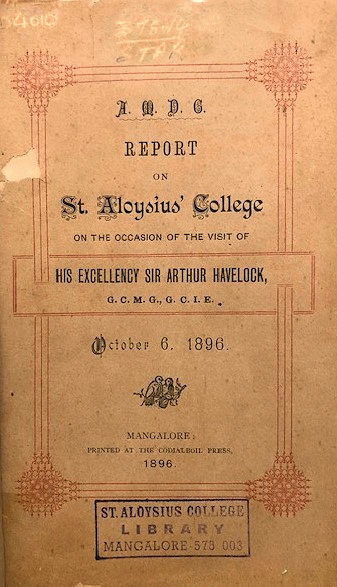 A. M. D. G.
REPORT
ON
St. Aloysius' College
ON THE OCCASION OF THE VISIT OF
HIS EXCELLENCY SIR ARTHUR HAVELOCK,
G. C. M. G., G. C. I. E.
October 6, 1896.
MANGALORE:
PRINTED AT THE CODIALBOIL PRESS,
1896.
ST. ALOYSIUS COLLEGE
LIBRARY
MANGALORE-575 003